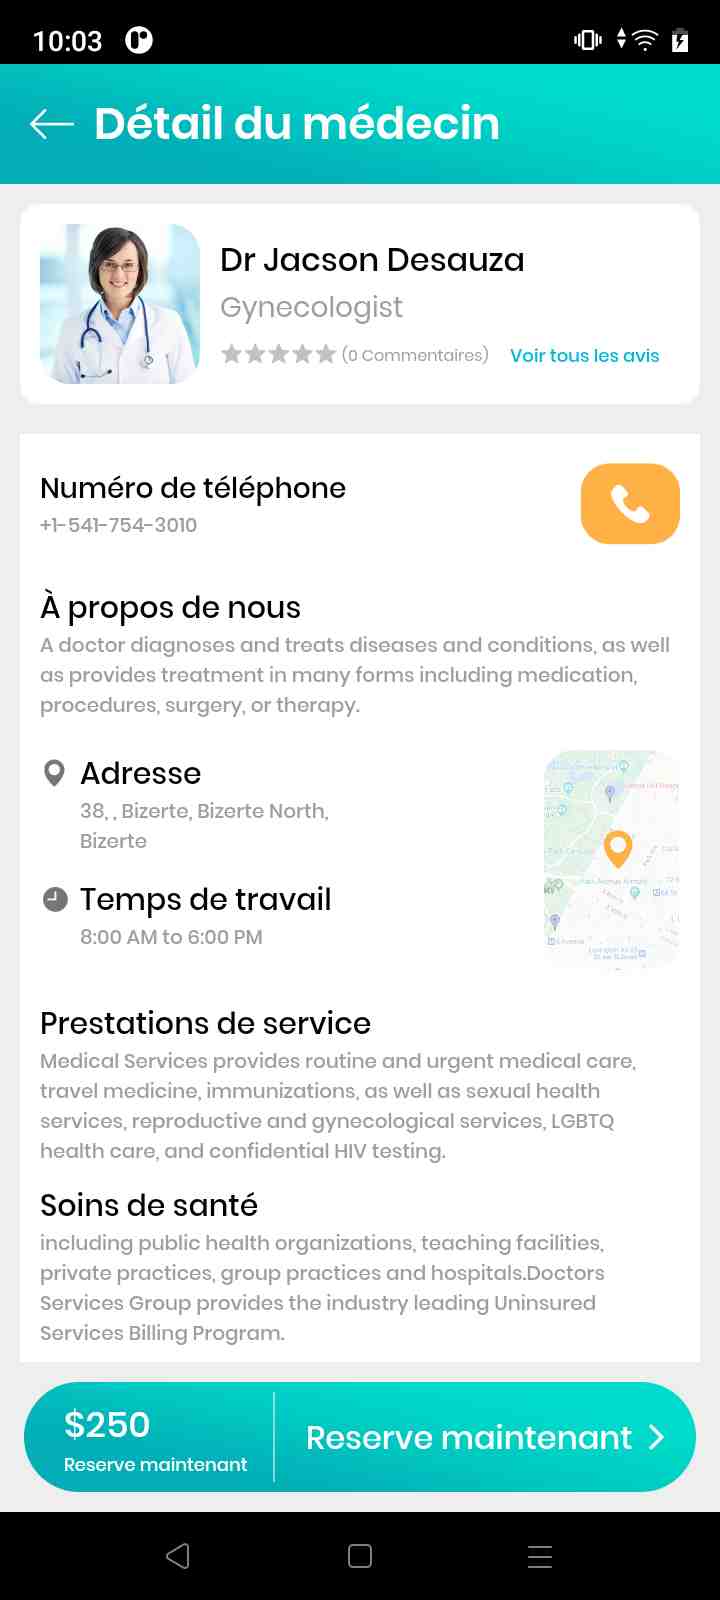 10:03
Détail du médecin
Dr Jacson Desauza
Gynecologist
(0 Commentaires) Voir tous les avis
Numéro de téléphone
+1-541-754-3010
À propos de nous
A doctor diagnoses and treats diseases and conditions, as well
as provides treatment in many forms including medication,
procedures, surgery, or therapy.
Adresse
38, , Bizerte, Bizerte North,
Bizerte
Temps de travail
8:00 AM to 6:00 PM
Prestations de service
Medical Services provides routine and urgent medical care,
travel medicine, immunizations, as well as sexual health
services, reproductive and gynecological services, LGBTQ
health care, and confidential HIV testing.
Soins de santé
including public health organizations, teaching facilities,
private practices, group practices and hospitals.Doctors
Services Group provides the industry leading Uninsured
Services Billing Program.
$250
Reserve maintenant
Reserve maintenant